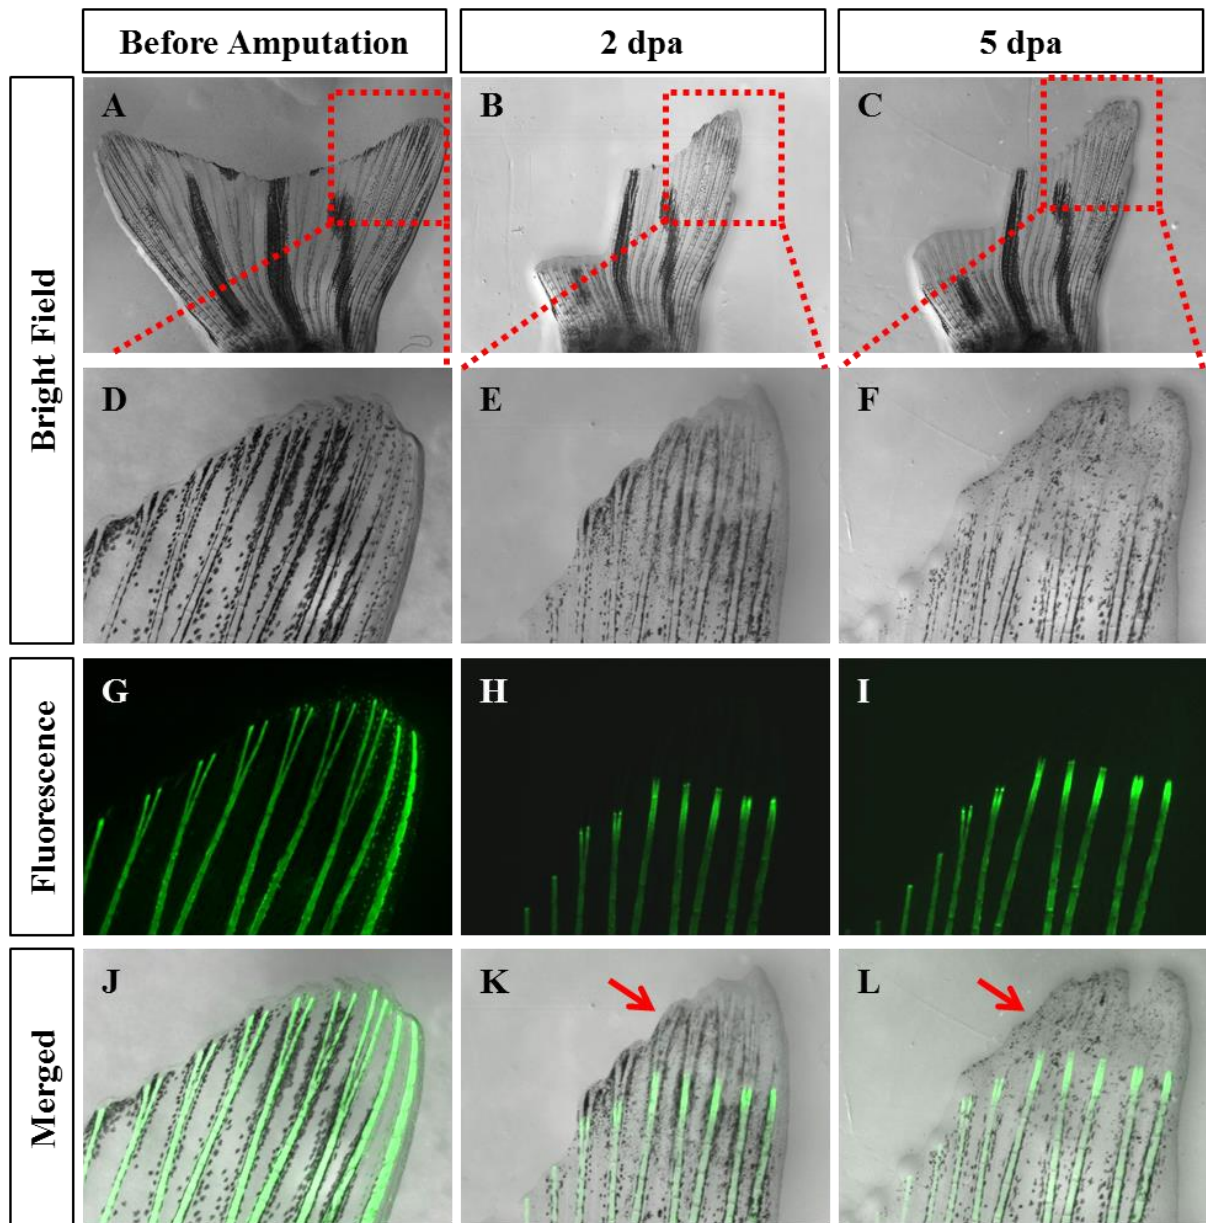 Before Amputation
2 dpa
5 dpa
Bright Field
A
B
C
D
E
F
Fluorescence
G
H
I
Merged
J
K
L